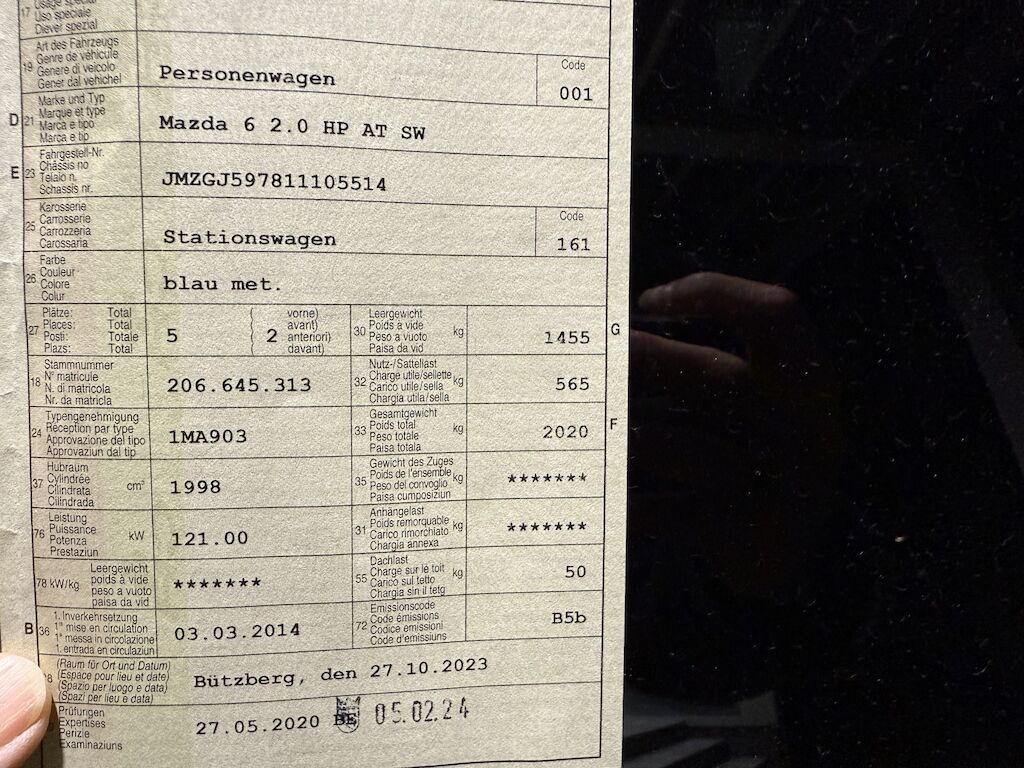 17 Usage spécial
Uso speciale
Diever spezial
19 Art des Fahrzeugs
Genre de véhicule
Genere di veicolo
Gener dal vehichel
Personenwagen
Code
001
D 21 Marke und Typ
Marque et type
Marca e tipo
Marca e tip
Mazda 6 2.0 HP AT SW
E 23 Fahrgestell-Nr.
Châssis no
Telaio n.
Schassis nr.
JMZGJ597811105514
25 Karosserie
Carrosserie
Carrozzeria
Carossaria
Stationswagen
Code
161
26 Farbe
Couleur
Colore
Colur
blau met.
27 Plätze: Total
Places: Total
Posti: Totale
Plazs: Total
5
( vorne)
avant)
( 2 anteriori)
davant)
30 Leergewicht
Poids à vide
Peso a vuoto
Paisa da vid
kg
1455
G
18 Stammnummer
N° matricule
N. di matricola
Nr. da matricla
206.645.313
32 Nutz-/Sattellast
Charge utile/sellette
Carico utile/sella
Chargia utila/sella
kg
565
24 Typengenehmigung
Réception par type
Approvazione del tipo
Approvaziun dal tip
1MA903
33 Gesamtgewicht
Poids total
Peso totale
Paisa totala
kg
2020
F
37 Hubraum
Cylindrée
Cilindrata
Cilindrada
cm³
1998
35 Gewicht des Zuges
Poids de l'ensemble
Peso del convoglio
Paisa cumposiziun
kg
*******
76 Leistung
Puissance
Potenza
Prestaziun
kW
121.00
31 Anhängelast
Poids remorquable
Carico rimorchiato
Chargia annexa
kg
*******
78 kW/kg
Leergewicht
poids à vide
peso a vuoto
paisa da vid
*******
55 Dachlast
Charge sur le toit
Carico sul tetto
Chargia sin il tetg
kg
50
B 36 1. Inverkehrsetzung
1re mise en circulation
1a messa in circolazione
1. entrada en circulaziun
03.03.2014
72 Emissionscode
Code émissions
Codice emissioni
Code d'emissiuns
B5b
(Raum für Ort und Datum)
(Espace pour lieu et date)
(Spazio per luogo e data)
(Spazi per lieu e data)
Bützberg, den 27.10.2023
Prüfungen
Expertises
Perizie
Examinaziuns
27.05.2020 BE 05.02.24